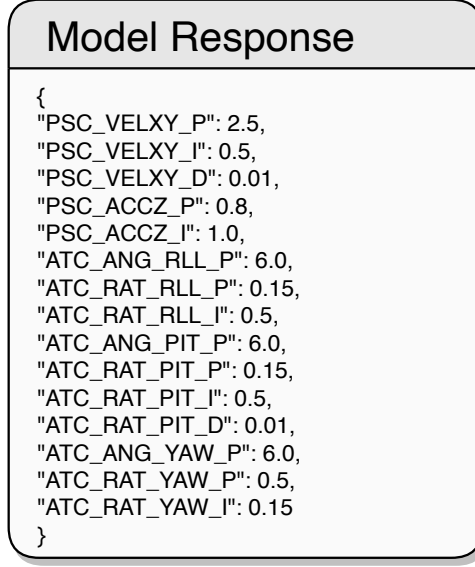 Model Response
{
"PSC_VELXY_P": 2.5,
"PSC_VELXY_I": 0.5,
"PSC_VELXY_D": 0.01,
"PSC_ACCZ_P": 0.8,
"PSC_ACCZ_I": 1.0,
"ATC_ANG_RLL_P": 6.0,
"ATC_RAT_RLL_P": 0.15,
"ATC_RAT_RLL_I": 0.5,
"ATC_ANG_PIT_P": 6.0,
"ATC_RAT_PIT_P": 0.15,
"ATC_RAT_PIT_I": 0.5,
"ATC_RAT_PIT_D": 0.01,
"ATC_ANG_YAW_P": 6.0,
"ATC_RAT_YAW_P": 0.5,
"ATC_RAT_YAW_I": 0.15
}